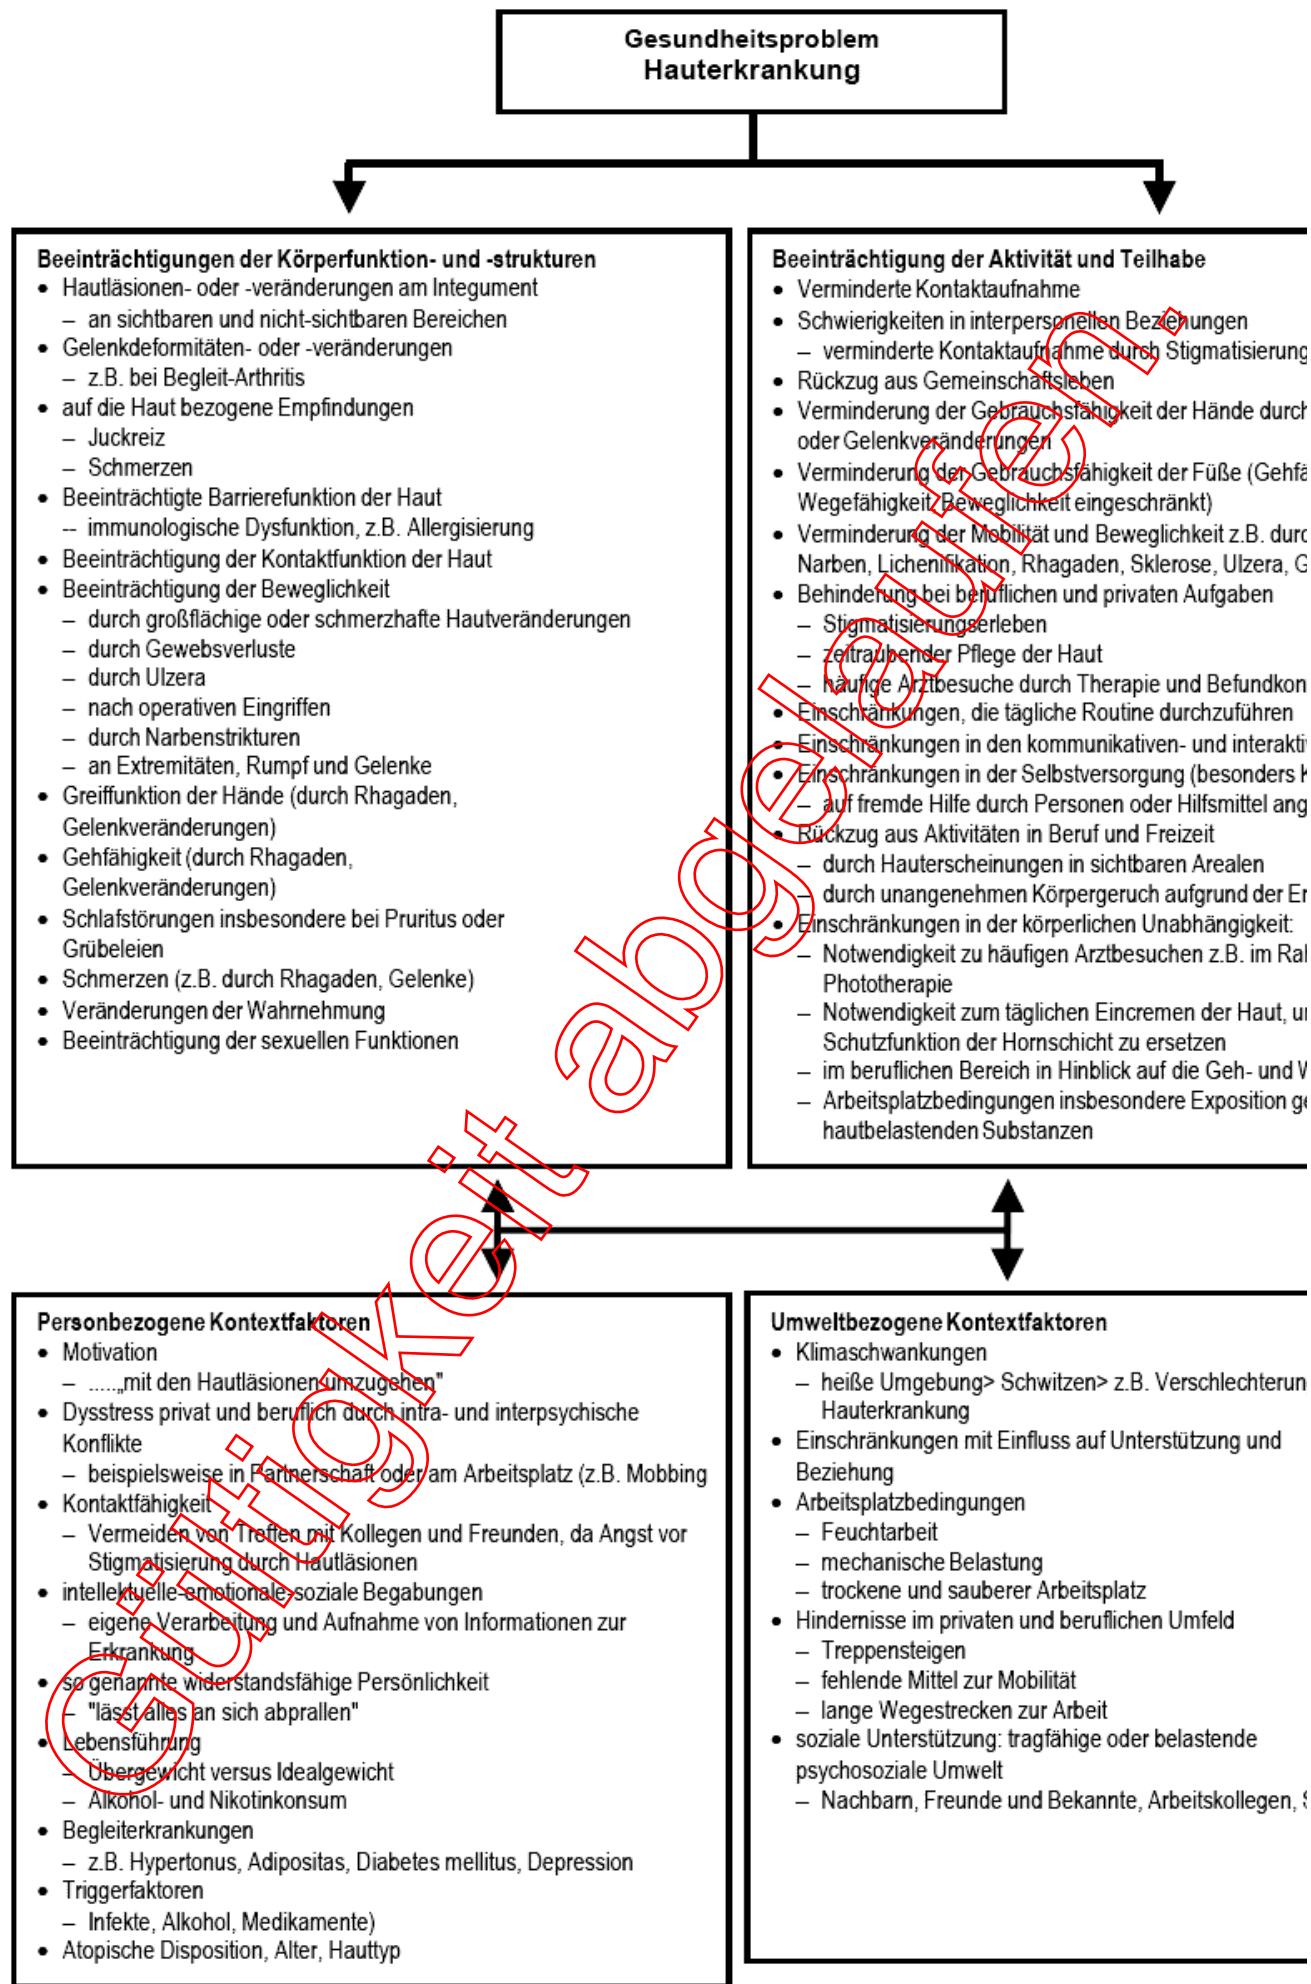 Gesundheitsproblem
Hauterkrankung
Beeinträchtigungen der Körperfunktion- und -strukturen
• Hautläsionen- oder -veränderungen am Integument
– an sichtbaren und nicht-sichtbaren Bereichen
• Gelenkdeformitäten- oder -veränderungen
– z.B. bei Begleit-Arthritis
• auf die Haut bezogene Empfindungen
– Juckreiz
– Schmerzen
• Beeinträchtigte Barrierefunktion der Haut
-- immunologische Dysfunktion, z.B. Allergisierung
• Beeinträchtigung der Kontaktfunktion der Haut
• Beeinträchtigung der Beweglichkeit
– durch großflächige oder schmerzhafte Hautveränderungen
– durch Gewebsverluste
– durch Ulzera
– nach operativen Eingriffen
– durch Narbenstrikturen
– an Extremitäten, Rumpf und Gelenke
• Greiffunktion der Hände (durch Rhagaden,
Gelenkveränderungen)
• Gehfähigkeit (durch Rhagaden,
Gelenkveränderungen)
• Schlafstörungen insbesondere bei Pruritus oder
Grübeleien
• Schmerzen (z.B. durch Rhagaden, Gelenke)
• Veränderungen der Wahrnehmung
• Beeinträchtigung der sexuellen Funktionen
Beeinträchtigung der Aktivität und Teilhabe
• Verminderte Kontaktaufnahme
• Schwierigkeiten in interpersonellen Beziehungen
– verminderte Kontaktaufnahme durch Stigmatisierung
• Rückzug aus Gemeinschaftsleben
• Verminderung der Gebrauchsfähigkeit der Hände durch
oder Gelenkveränderungen
• Verminderung der Gebrauchsfähigkeit der Füße (Gehfä
Wegefähigkeit, Beweglichkeit eingeschränkt)
• Verminderung der Mobilität und Beweglichkeit z.B. durc
Narben, Lichenifikation, Rhagaden, Sklerose, Ulzera, G
• Behinderung bei beruflichen und privaten Aufgaben
– Stigmatisierungserleben
– zeitraubender Pflege der Haut
– häufige Arztbesuche durch Therapie und Befundkon
• Einschränkungen, die tägliche Routine durchzuführen
• Einschränkungen in den kommunikativen- und interakti
• Einschränkungen in der Selbstversorgung (besonders K
– auf fremde Hilfe durch Personen oder Hilfsmittel ang
• Rückzug aus Aktivitäten in Beruf und Freizeit
– durch Hauterscheinungen in sichtbaren Arealen
– durch unangenehmen Körpergeruch aufgrund der Er
• Einschränkungen in der körperlichen Unabhängigkeit:
– Notwendigkeit zu häufigen Arztbesuchen z.B. im Rah
Phototherapie
– Notwendigkeit zum täglichen Eincremen der Haut, u
Schutzfunktion der Hornschicht zu ersetzen
– im beruflichen Bereich in Hinblick auf die Geh- und W
– Arbeitsplatzbedingungen insbesondere Exposition ge
hautbelastenden Substanzen
Personbezogene Kontextfaktoren
• Motivation
– .....„mit den Hautläsionen umzugehen"
• Dysstress privat und beruflich durch intra- und interpsychische
Konflikte
– beispielsweise in Partnerschaft oder am Arbeitsplatz (z.B. Mobbing
• Kontaktfähigkeit
– Vermeiden von Treffen mit Kollegen und Freunden, da Angst vor
Stigmatisierung durch Hautläsionen
• intellektuelle-emotionale-soziale Begabungen
– eigene Verarbeitung und Aufnahme von Informationen zur
Erkrankung
• so genannte widerstandsfähige Persönlichkeit
– "lässt alles an sich abprallen"
• Lebensführung
– Übergewicht versus Idealgewicht
– Alkohol- und Nikotinkonsum
• Begleiterkrankungen
– z.B. Hypertonus, Adipositas, Diabetes mellitus, Depression
• Triggerfaktoren
– Infekte, Alkohol, Medikamente)
• Atopische Disposition, Alter, Hauttyp
Umweltbezogene Kontextfaktoren
• Klimaschwankungen
– heiße Umgebung> Schwitzen> z.B. Verschlechterun
Hauterkrankung
• Einschränkungen mit Einfluss auf Unterstützung und
Beziehung
• Arbeitsplatzbedingungen
– Feuchtarbeit
– mechanische Belastung
– trockene und sauberer Arbeitsplatz
• Hindernisse im privaten und beruflichen Umfeld
– Treppensteigen
– fehlende Mittel zur Mobilität
– lange Wegestrecken zur Arbeit
• soziale Unterstützung: tragfähige oder belastende
psychosoziale Umwelt
– Nachbarn, Freunde und Bekannte, Arbeitskollegen, S
Gültigkeit abgelaufen.